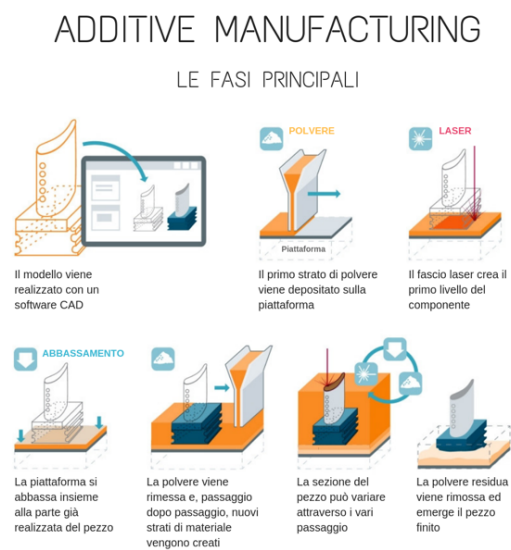 ADDITIVE MANUFACTURING
LE FASI PRINCIPALI
Il modello viene
realizzato con un
software CAD
POLVERE
Piattaforma
Il primo strato di polvere
viene depositato sulla
piattaforma
LASER
Il fascio laser crea il
primo livello del
componente
ABBASSAMENTO
La piattaforma si
abbassa insieme
alla parte già
realizzata del pezzo
La polvere viene
rimessa e, passaggio
dopo passaggio, nuovi
strati di materiale
vengono creati
La sezione del
pezzo può variare
attraverso i vari
passaggio
La polvere residua
viene rimossa ed
emerge il pezzo
finito